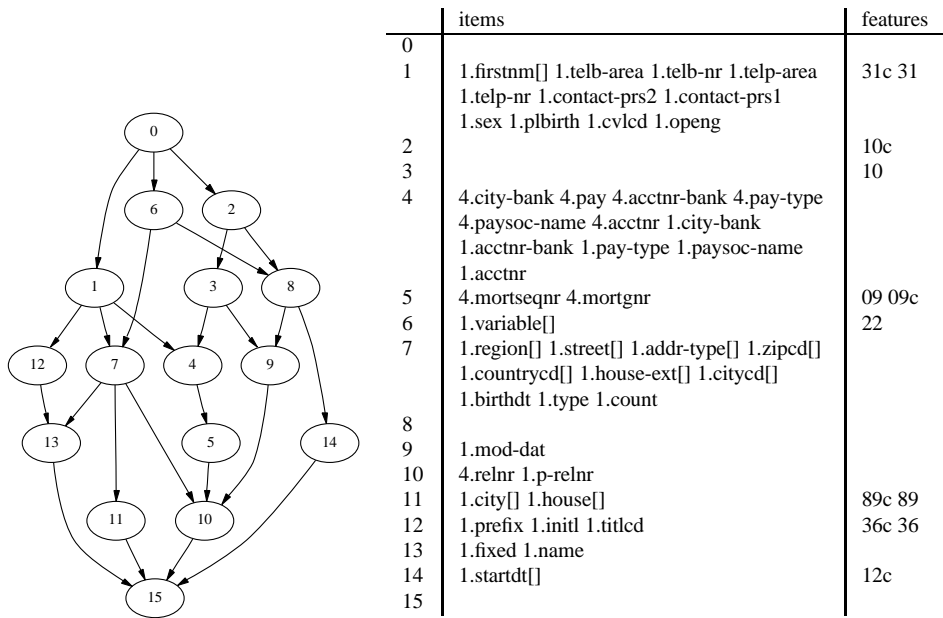 items features
0
1 1.firstnm[] 1.telb-area 1.telb-nr 1.telp-area 31c 31
1.telp-nr 1.contact-prs2 1.contact-prs1
1.sex 1.plbirth 1.cvlcd 1.openg
2 10c
3 10
4 4.city-bank 4.pay 4.acctnr-bank 4.pay-type
4.paysoc-name 4.acctnr 1.city-bank
1.acctnr-bank 1.pay-type 1.paysoc-name
1.acctnr
5 4.mortseqnr 4.mortgnr 09 09c
6 1.variable[] 22
7 1.region[] 1.street[] 1.addr-type[] 1.zipcd[]
1.countrycd[] 1.house-ext[] 1.citycd[]
1.birthdt 1.type 1.count
8
9 1.mod-dat
10 4.relnr 1.p-relnr
11 1.city[] 1.house[] 89c 89
12 1.prefix 1.initl 1.titlcd 36c 36
13 1.fixed 1.name
14 1.startdt[] 12c
15
0
6 2
1 3 8
12 7 4 9
13 5 14
11 10
15